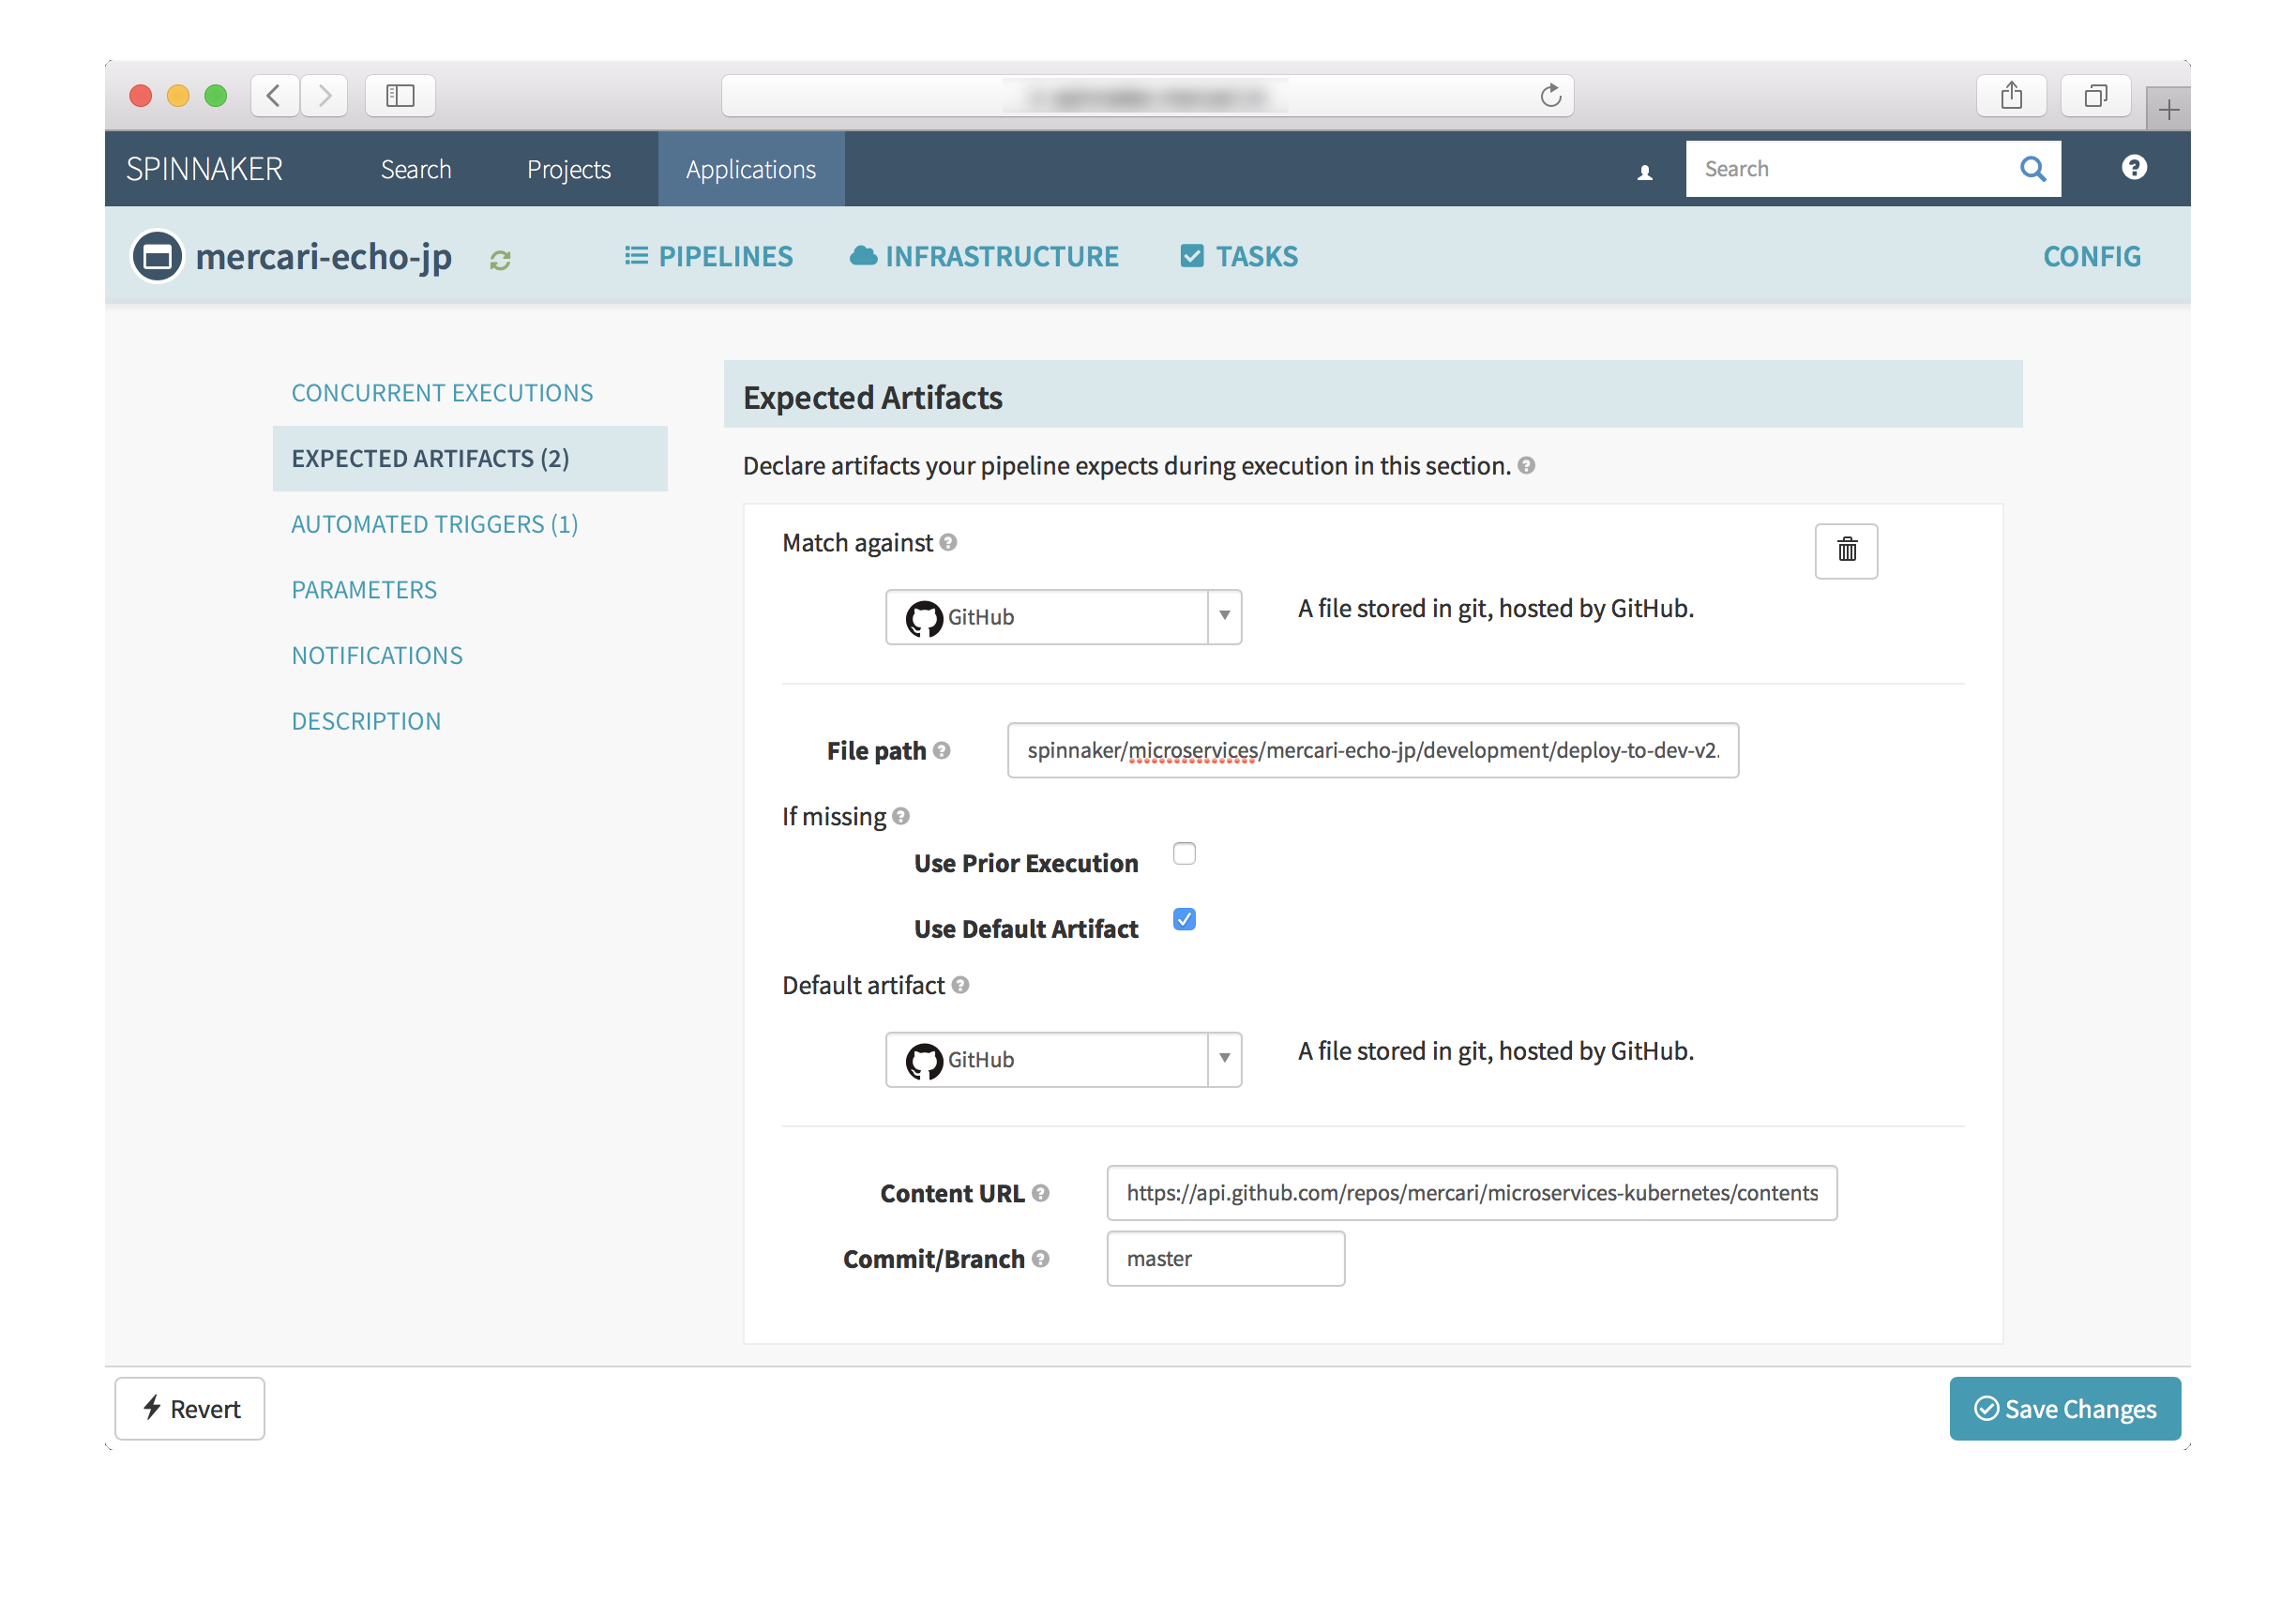 SPINNAKER Search Projects Applications Search
mercari-echo-jp PIPELINES INFRASTRUCTURE TASKS CONFIG
CONCURRENT EXECUTIONS
EXPECTED ARTIFACTS (2)
AUTOMATED TRIGGERS (1)
PARAMETERS
NOTIFICATIONS
DESCRIPTION
Expected Artifacts
Declare artifacts your pipeline expects during execution in this section.
Match against
GitHub A file stored in git, hosted by GitHub.
File path spinnaker/microservices/mercari-echo-jp/development/deploy-to-dev-v2.
If missing
Use Prior Execution
Use Default Artifact
Default artifact
GitHub A file stored in git, hosted by GitHub.
Content URL https://api.github.com/repos/mercari/microservices-kubernetes/contents
Commit/Branch master
Revert Save Changes